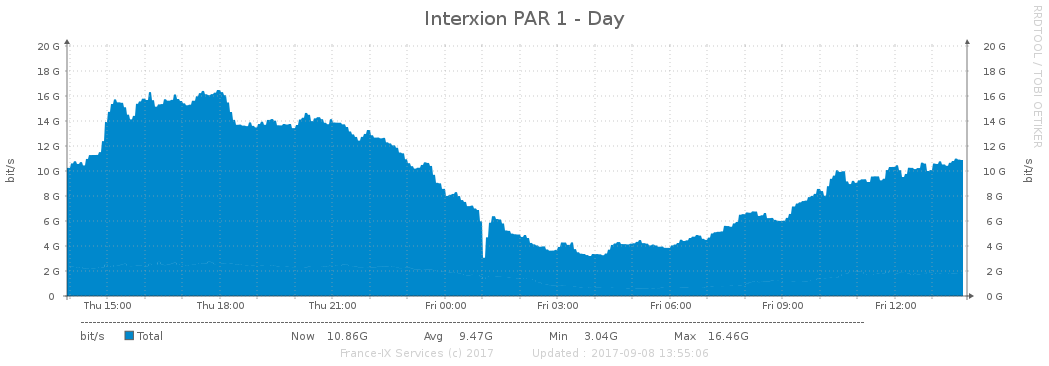 Interxion PAR 1 - Day
RRDTOOL / TOBI OETIKER
20 G 20 G
18 G 18 G
16 G 16 G
14 G 14 G
12 G 12 G
10 G 10 G
8 G 8 G
6 G 6 G
4 G 4 G
2 G 2 G
0 0 G
bit/s bit/s
Thu 15:00 Thu 18:00 Thu 21:00 Fri 00:00 Fri 03:00 Fri 06:00 Fri 09:00 Fri 12:00
bit/s Total Now 10.86G Avg 9.47G Min 3.04G Max 16.46G
France-IX Services (c) 2017 Updated : 2017-09-08 13:55:06